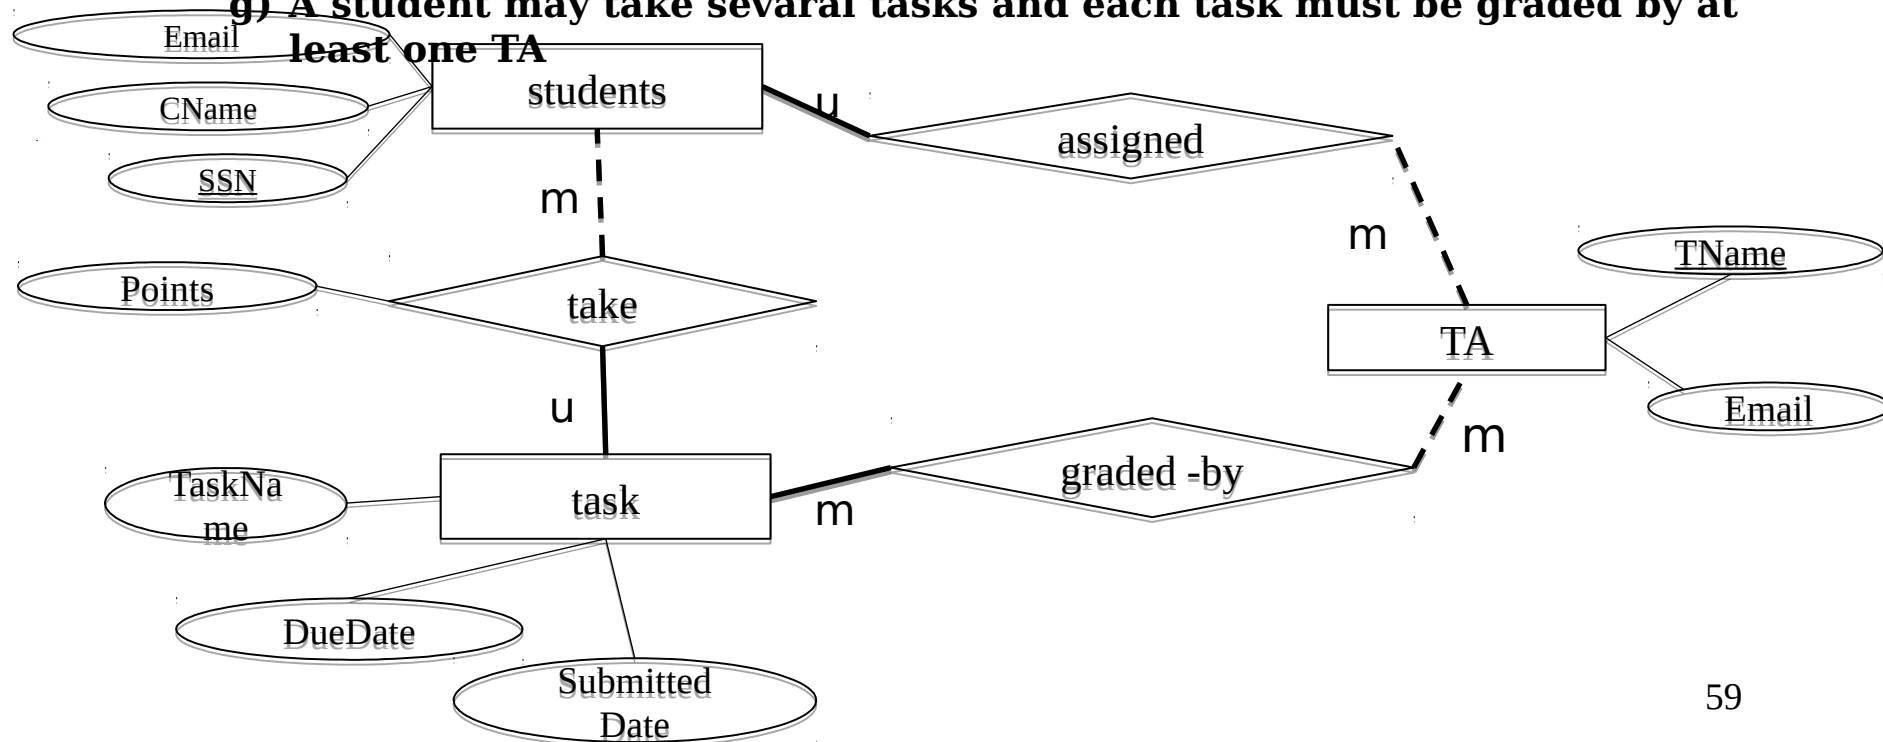 g) A student may take sevaral tasks and each task must be graded by at
least one TA
Email
students
CName
u
assigned
SSN
m
m
TName
Points
take
TA
u
Email
m
TaskNa
me
task
m
graded -by
DueDate
Submitted
Date
59